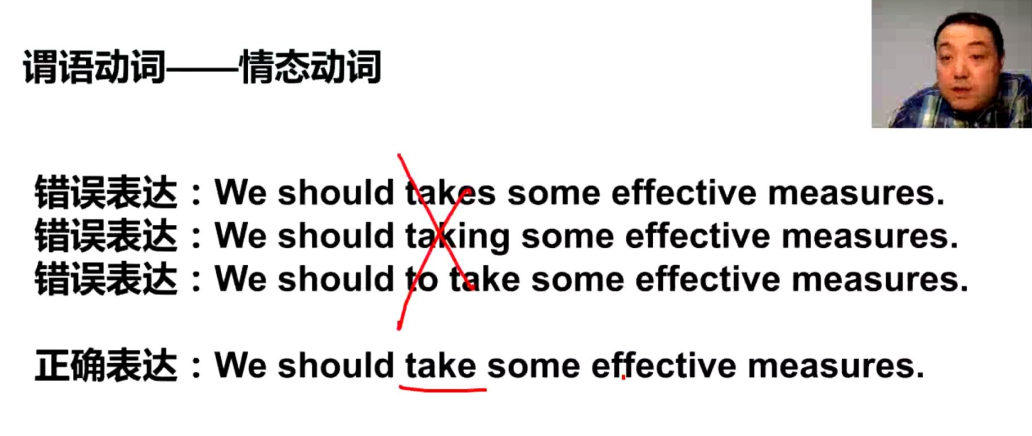 谓语动词——情态动词
错误表达：We should takes some effective measures.
错误表达：We should taking some effective measures.
错误表达：We should to take some effective measures.
正确表达：We should take some effective measures.